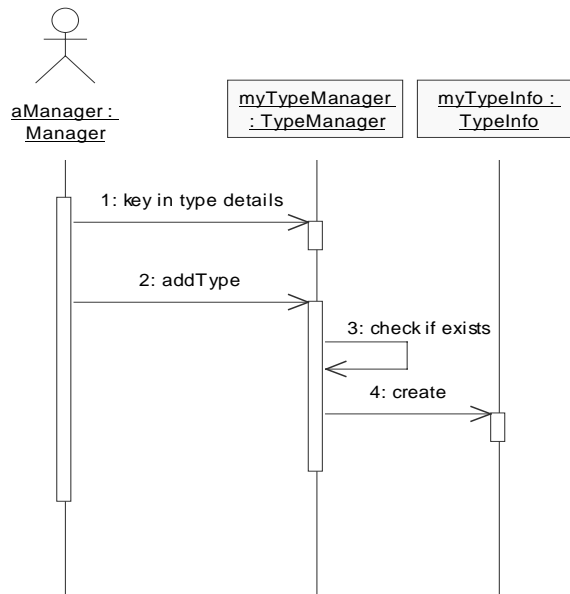 aManager :
Manager
myTypeManager
: TypeManager
myTypeInfo :
TypeInfo
1: key in type details
2: addType
3: check if exists
4: create